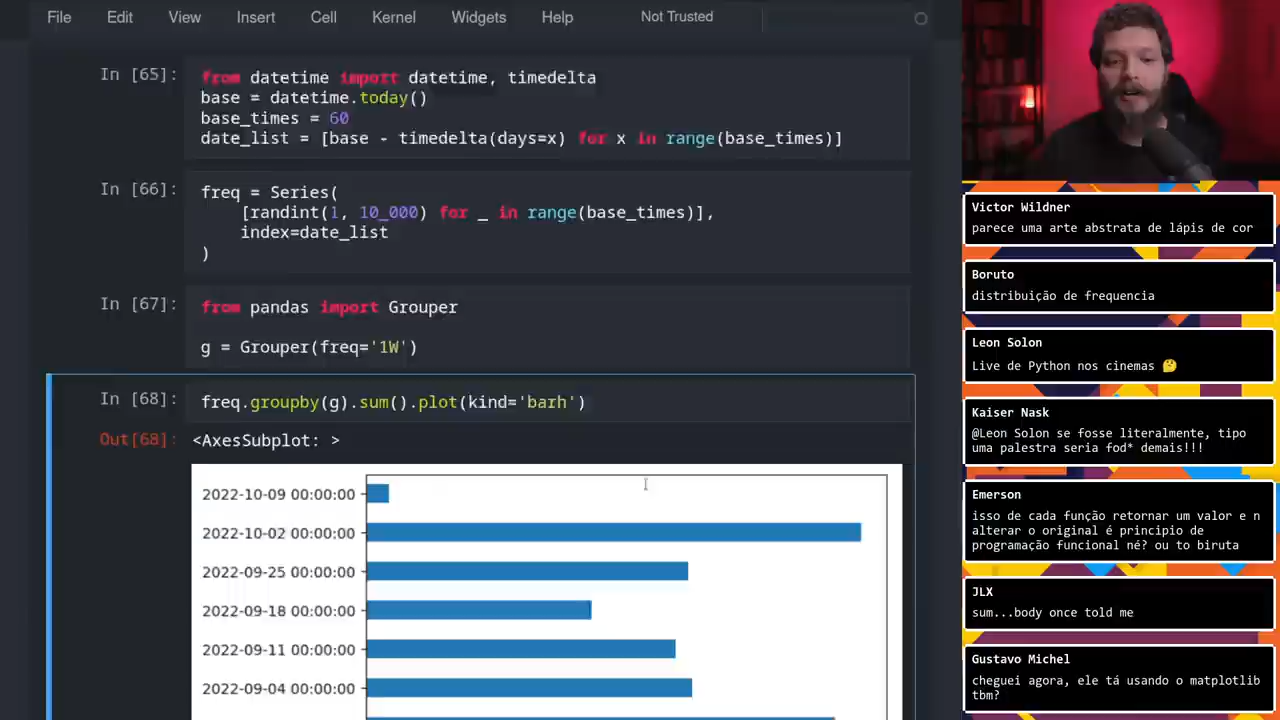 File Edit View Insert Cell Kernel Widgets Help Not Trusted
In [65]:
from datetime import datetime, timedelta
base = datetime.today()
base_times = 60
date_list = [base - timedelta(days=x) for x in range(base_times)]
In [66]:
freq = Series(
    [randint(1, 10_000) for _ in range(base_times)],
    index=date_list
)
In [67]:
from pandas import Grouper
g = Grouper(freq='1W')
In [68]:
freq.groupby(g).sum().plot(kind='barh')
Out[68]:
<AxesSubplot: >
2022-10-09 00:00:00
2022-10-02 00:00:00
2022-09-25 00:00:00
2022-09-18 00:00:00
2022-09-11 00:00:00
2022-09-04 00:00:00
Victor Wildner
parece uma arte abstrata de lápis de cor
Boruto
distribuição de frequencia
Leon Solon
Live de Python nos cinemas 🤔
Kaiser Nask
@Leon Solon se fosse literalmente, tipo
uma palestra seria fod* demais!!!
Emerson
isso de cada função retornar um valor e n
alterar o original é principio de
programação funcional né? ou to biruta
JLX
sum...body once told me
Gustavo Michel
cheguei agora, ele tá usando o matplotlib
tbm?